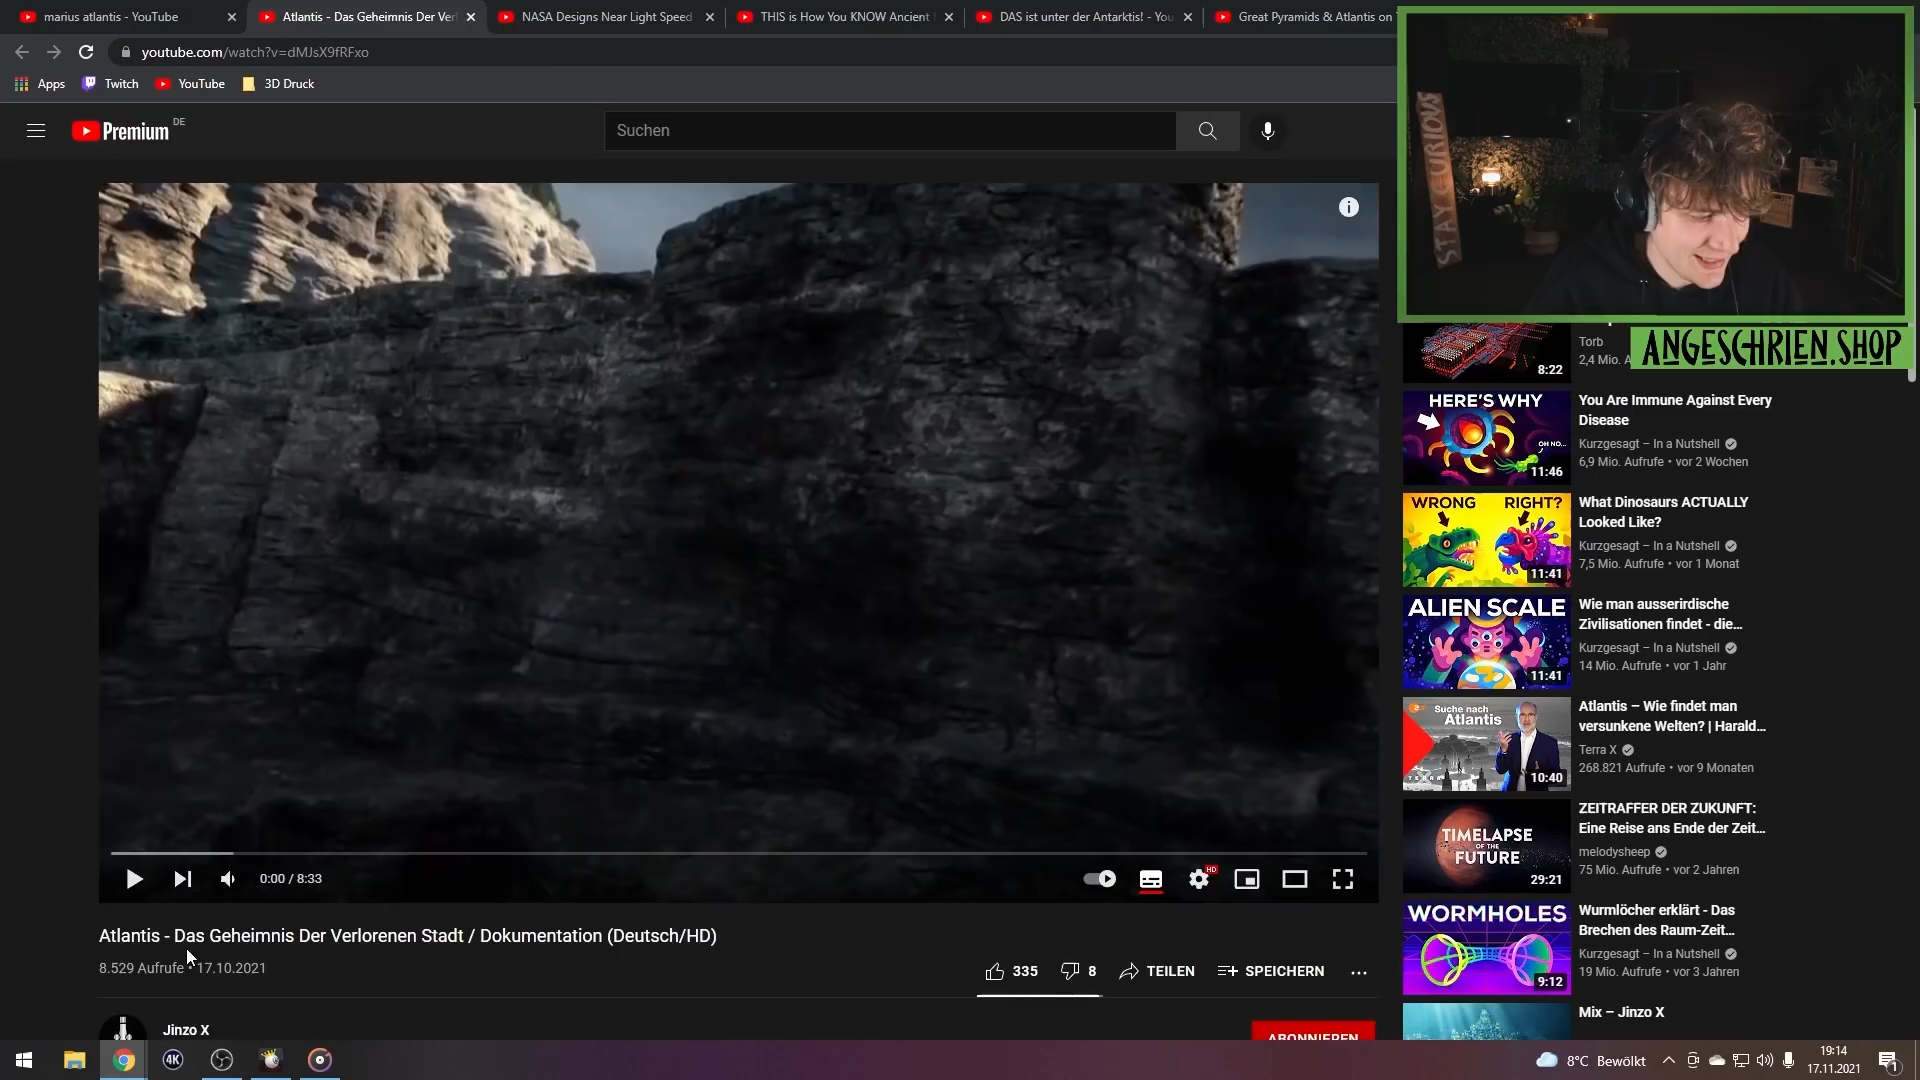 marius atlantis - YouTube
Atlantis - Das Geheimnis Der Ver
NASA Designs Near Light Speed
THIS is How You KNOW Ancient
DAS ist unter der Antarktis! - You
Great Pyramids & Atlantis on
youtube.com/watch?v=dMJsX9fRFxo
Apps
Twitch
YouTube
3D Druck
Premium DE
Suchen
STAY CURIOUS
ANGESCHRIEN.SHOP
Torb
2,4 Mio. A
8:22
HERE'S WHY
OH NO...
11:46
You Are Immune Against Every
Disease
Kurzgesagt – In a Nutshell
6,9 Mio. Aufrufe • vor 2 Wochen
WRONG RIGHT?
11:41
What Dinosaurs ACTUALLY
Looked Like?
Kurzgesagt – In a Nutshell
7,5 Mio. Aufrufe • vor 1 Monat
ALIEN SCALE
11:41
Wie man ausserirdische
Zivilisationen findet - die...
Kurzgesagt – In a Nutshell
14 Mio. Aufrufe • vor 1 Jahr
Suche nach
Atlantis
10:40
Atlantis – Wie findet man
versunkene Welten? | Harald...
Terra X
268.821 Aufrufe • vor 9 Monaten
TIMELAPSE
OF THE
FUTURE
29:21
ZEITRAFFER DER ZUKUNFT:
Eine Reise ans Ende der Zeit...
melodysheep
75 Mio. Aufrufe • vor 2 Jahren
WORMHOLES
9:12
Wurmlöcher erklärt - Das
Brechen des Raum-Zeit...
Kurzgesagt – In a Nutshell
19 Mio. Aufrufe • vor 3 Jahren
Mix – Jinzo X
0:00 / 8:33
HD
Atlantis - Das Geheimnis Der Verlorenen Stadt / Dokumentation (Deutsch/HD)
8.529 Aufrufe • 17.10.2021
335
8
TEILEN
SPEICHERN
Jinzo X
ABONNIEREN
4K
8°C Bewölkt
19:14
17.11.2021
1